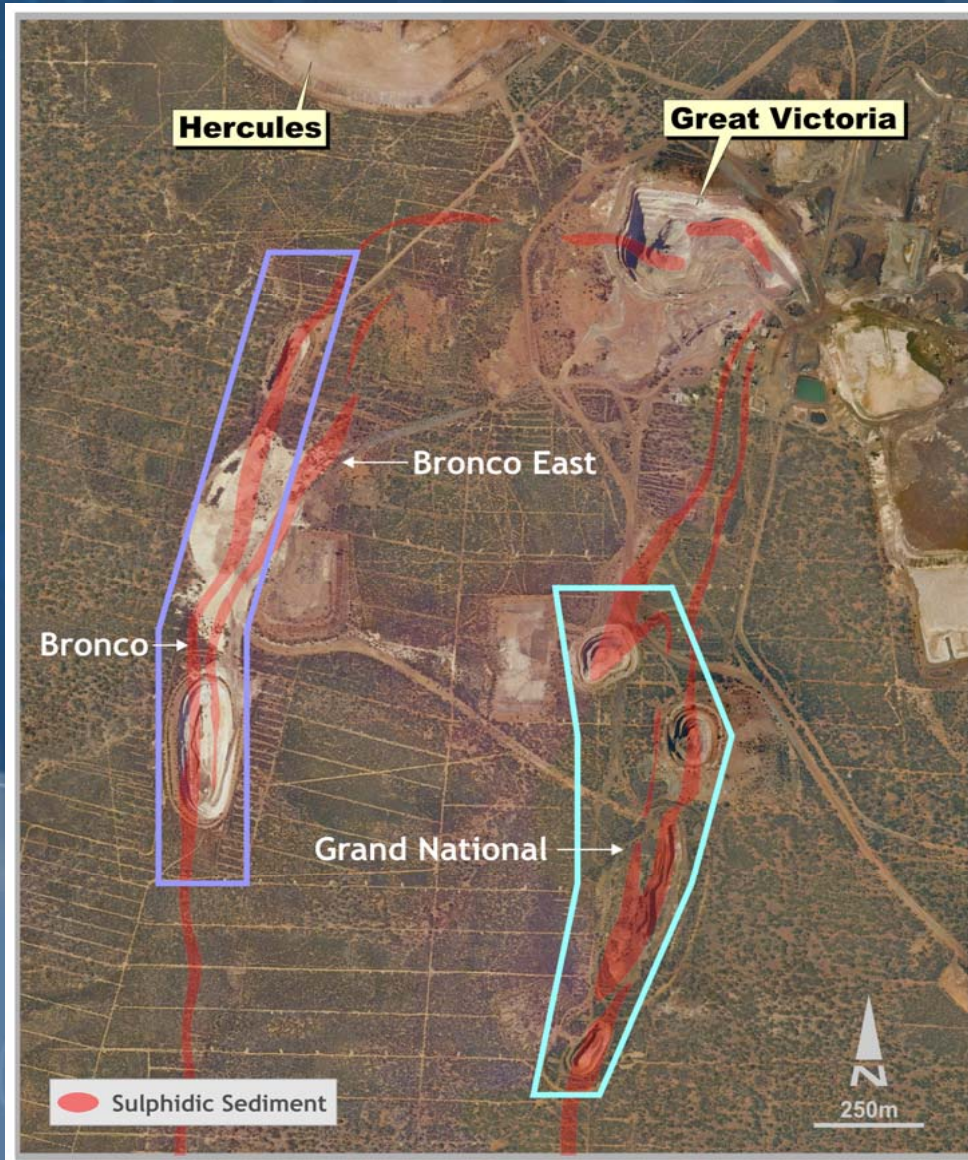 Hercules
Great Victoria
Bronco East
Bronco
Grand National
Sulphidic Sediment
N
250m